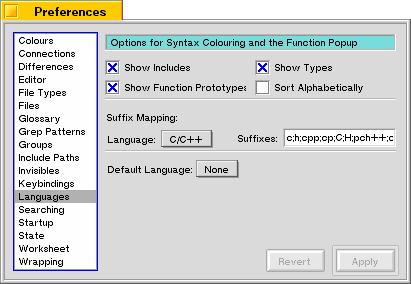 Preferences
Colours
Connections
Differences
Editor
File Types
Files
Glossary
Grep Patterns
Groups
Include Paths
Invisibles
Keybindings
Languages
Searching
Startup
State
Worksheet
Wrapping
Options for Syntax Colouring and the Function Popup
Show Includes
Show Types
Show Function Prototypes
Sort Alphabetically
Suffix Mapping:
Language: C/C++ Suffixes: c;h;cpp;cp;C;H;pch++;c
Default Language: None
Revert Apply